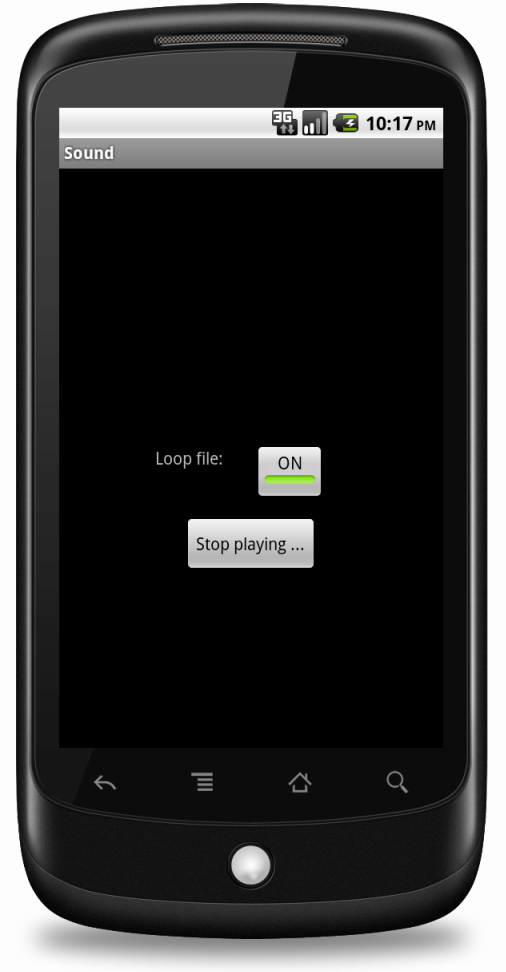 3G 10:17 PM
Sound
Loop file: ON
Stop playing ...